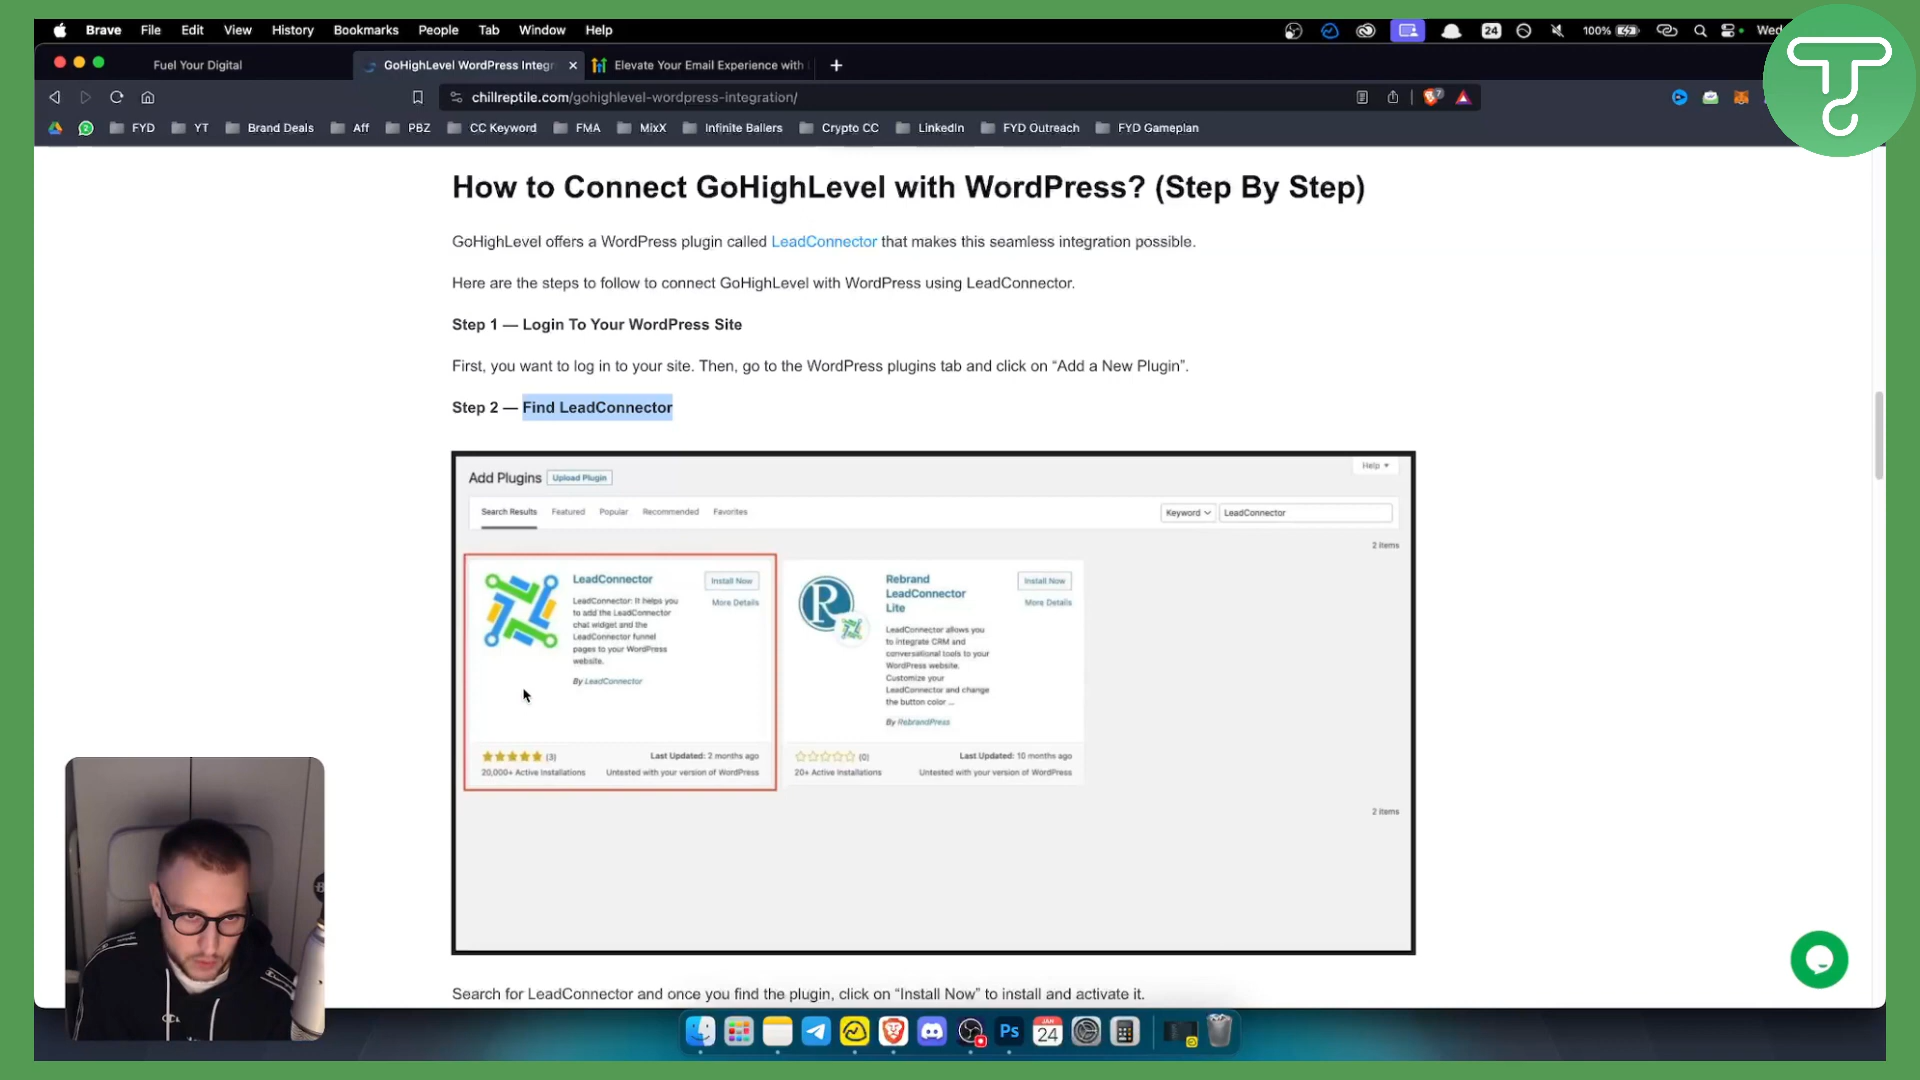 Brave File Edit View History Bookmarks People Tab Window Help 24 100% Wed
Fuel Your Digital GoHighLevel WordPress Integr Elevate Your Email Experience with
chillreptile.com/gohighlevel-wordpress-integration/
FYD YT Brand Deals Aff PBZ CC Keyword FMA MixX Infinite Ballers Crypto CC LinkedIn FYD Outreach FYD Gameplan
How to Connect GoHighLevel with WordPress? (Step By Step)
GoHighLevel offers a WordPress plugin called LeadConnector that makes this seamless integration possible.
Here are the steps to follow to connect GoHighLevel with WordPress using LeadConnector.
Step 1 — Login To Your WordPress Site
First, you want to log in to your site. Then, go to the WordPress plugins tab and click on “Add a New Plugin”.
Step 2 — Find LeadConnector
Help
Add Plugins Upload Plugin
Search Results Featured Popular Recommended Favorites Keyword LeadConnector
2 items
LeadConnector
Install Now
More Details
LeadConnector: It helps you
to add the LeadConnector
chat widget and the
LeadConnector funnel
pages to your WordPress
website.
By LeadConnector
(3) Last Updated: 2 months ago
20,000+ Active Installations Untested with your version of WordPress
R
Rebrand
LeadConnector
Lite
Install Now
More Details
LeadConnector allows you
to integrate CRM and
conversational tools to your
WordPress website.
Customize your
LeadConnector and change
the button color ...
By RebrandPress
(0) Last Updated: 10 months ago
20+ Active Installations Untested with your version of WordPress
2 items
Search for LeadConnector and once you find the plugin, click on “Install Now” to install and activate it.
JAN
24
Ps